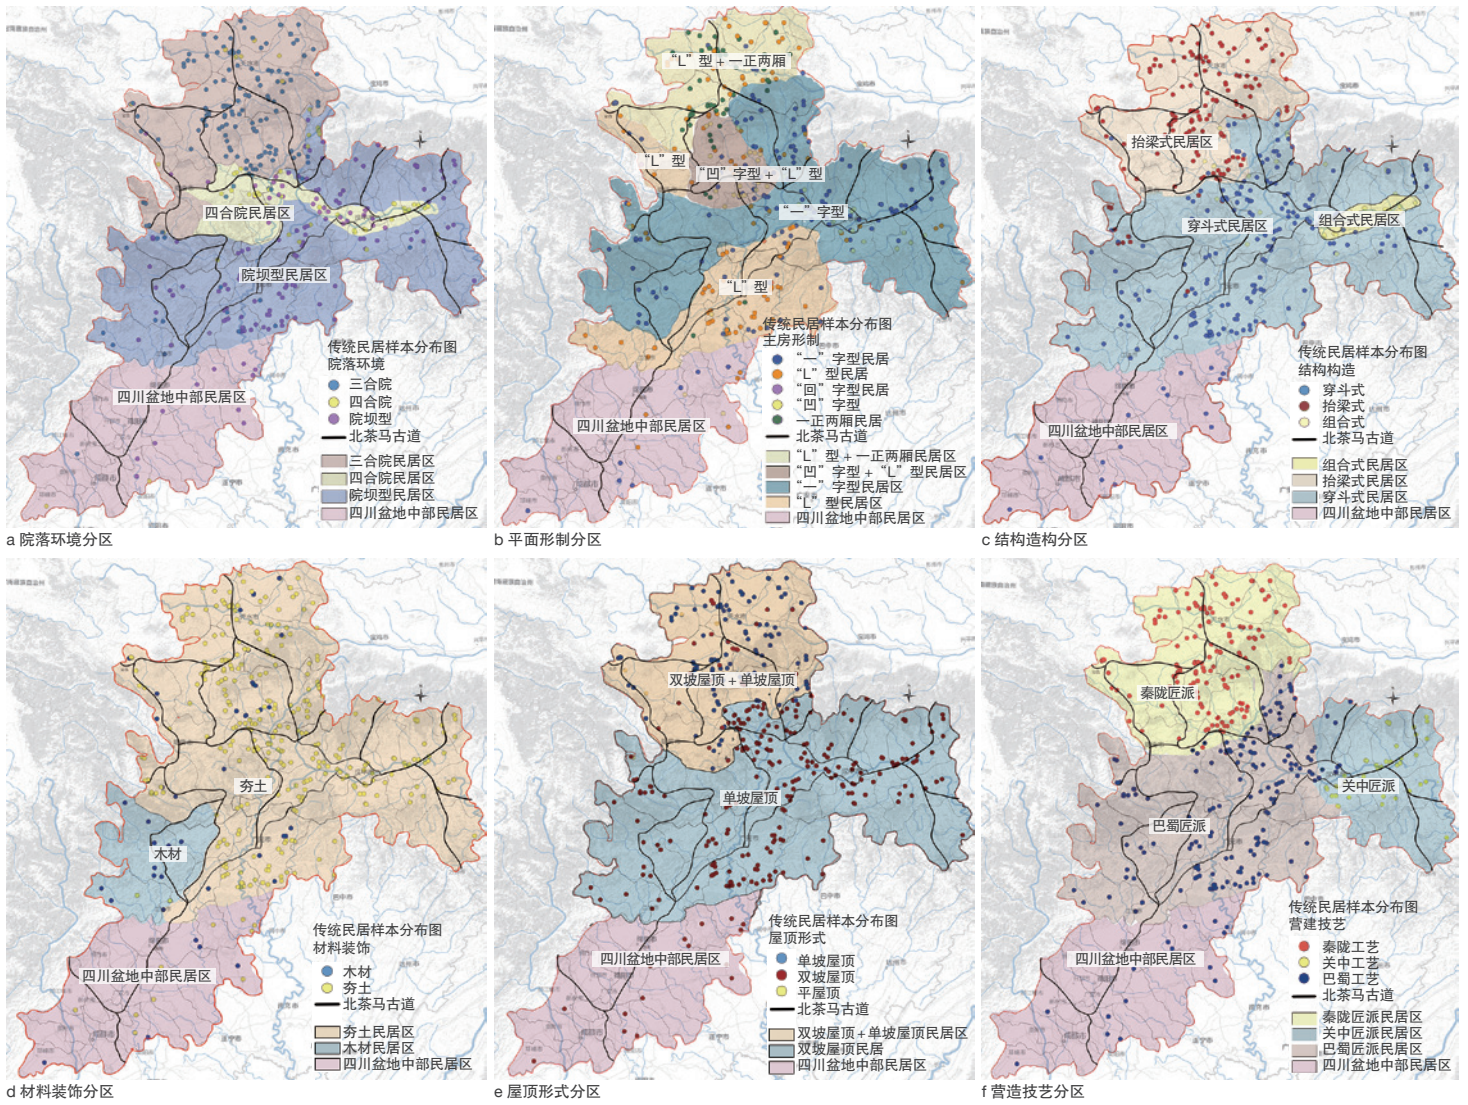 四合院民居区
院坝型民居区
四川盆地中部民居区
传统民居样本分布图
院落环境
三合院
四合院
院坝型
北茶马古道
三合院民居区
四合院民居区
院坝型民居区
四川盆地中部民居区
a 院落环境分区
“L”型+一正两厢
“L”型
“凹”字型+“L”型
“一”字型
“L”型
四川盆地中部民居区
传统民居样本分布图
主房形制
“一”字型民居
“L”型民居
“回”字型民居
“凹”字型
一正两厢民居
北茶马古道
“L”型+一正两厢民居区
“凹”字型+“L”型民居区
“一”字型民居区
“L”型民居区
四川盆地中部民居区
b 平面形制分区
抬梁式民居区
穿斗式民居区
组合式民居区
四川盆地中部民居区
传统民居样本分布图
结构构造
穿斗式
抬梁式
组合式
北茶马古道
组合式民居区
抬梁式民居区
穿斗式民居区
四川盆地中部民居区
c 结构造构分区
夯土
木材
四川盆地中部民居区
传统民居样本分布图
材料装饰
木材
夯土
北茶马古道
夯土民居区
木材民居区
四川盆地中部民居区
d 材料装饰分区
双坡屋顶+单坡屋顶
单坡屋顶
四川盆地中部民居区
传统民居样本分布图
屋顶形式
单坡屋顶
双坡屋顶
平屋顶
北茶马古道
双坡屋顶+单坡屋顶民居区
双坡屋顶民居
四川盆地中部民居区
e 屋顶形式分区
秦陇匠派
关中匠派
巴蜀匠派
四川盆地中部民居区
传统民居样本分布图
营建技艺
秦陇工艺
关中工艺
巴蜀工艺
北茶马古道
秦陇匠派民居区
关中匠派民居区
巴蜀匠派民居区
四川盆地中部民居区
f 营造技艺分区